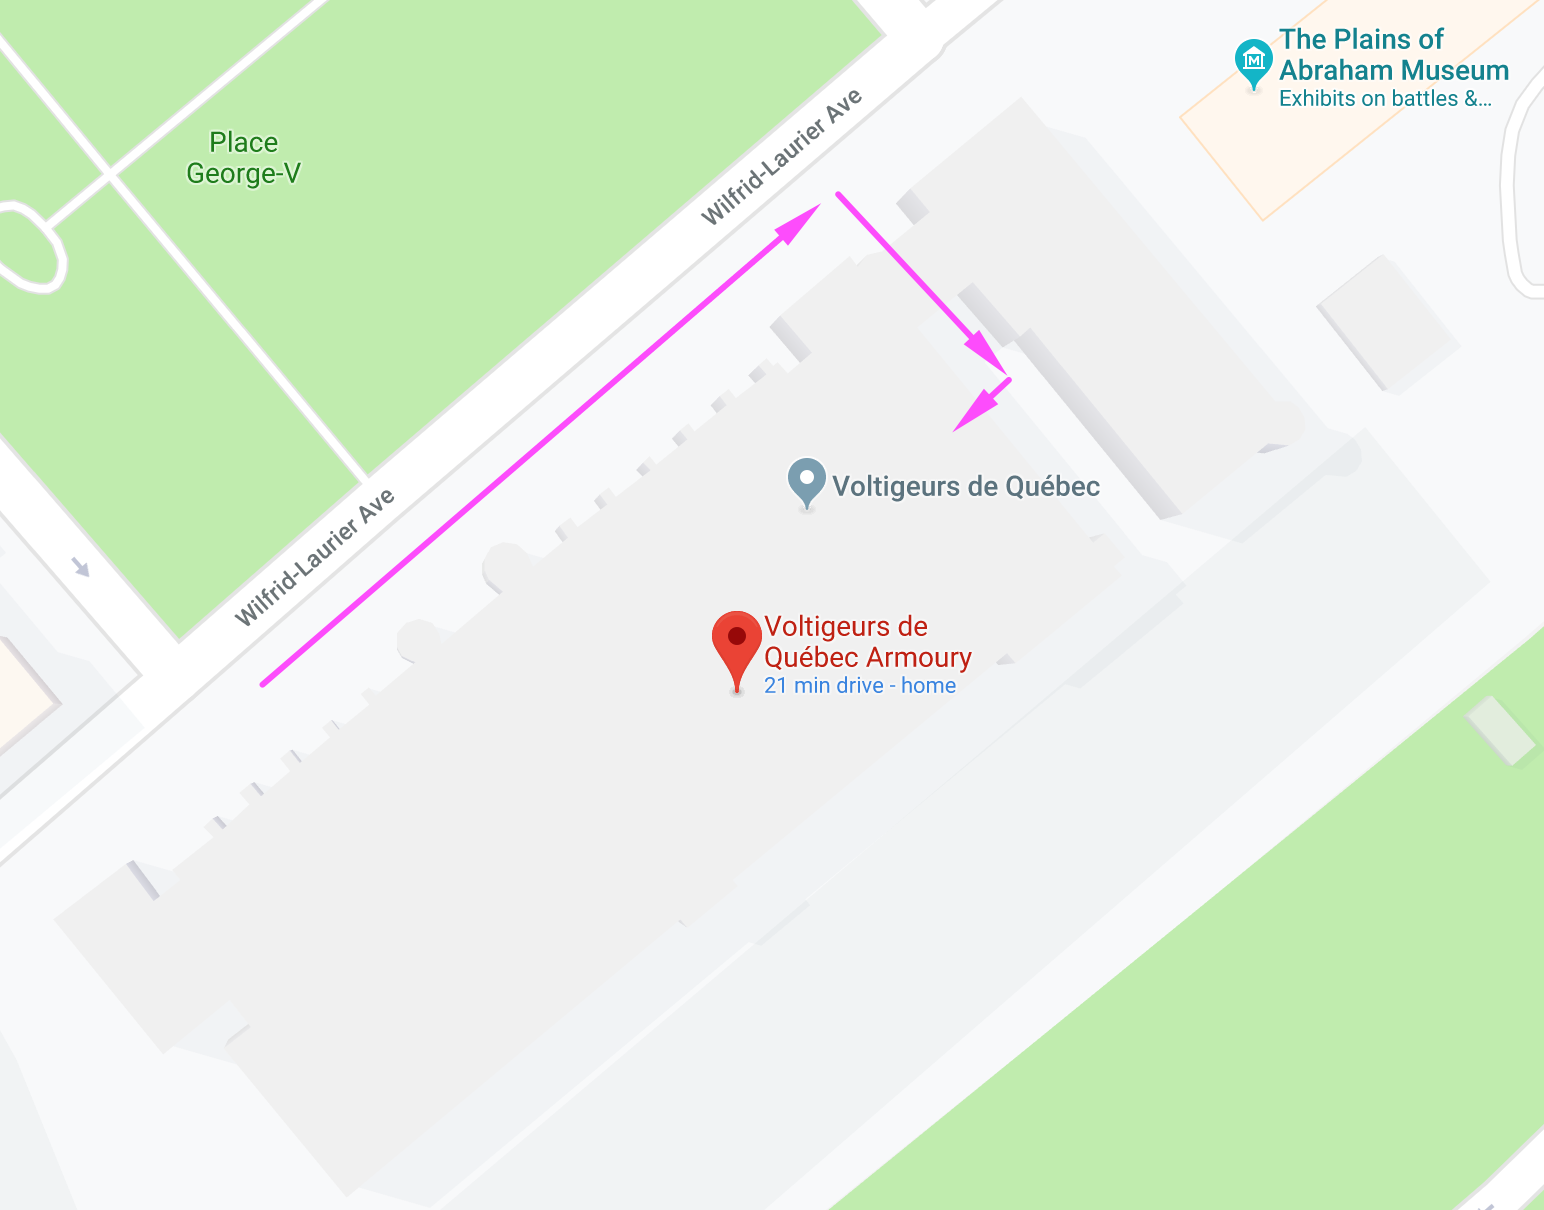 The Plains of
Abraham Museum
Exhibits on battles &...
Place
George-V
Wilfrid-Laurier Ave
Wilfrid-Laurier Ave
Voltigeurs de Québec
Voltigeurs de
Québec Armoury
21 min drive - home